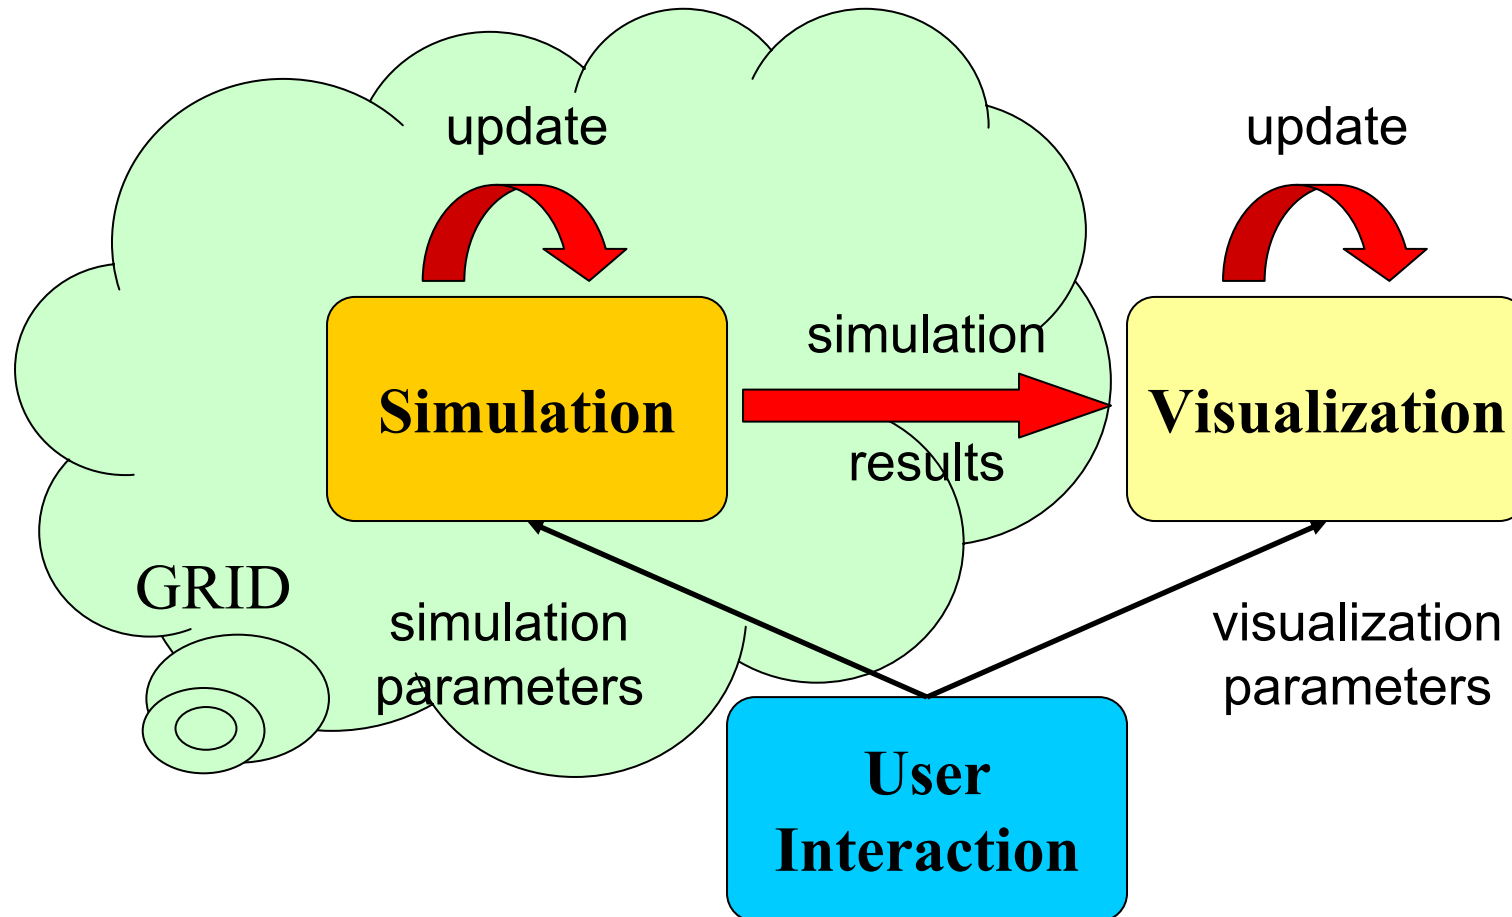 update
update
simulation
Simulation
Visualization
results
GRID
simulation
parameters
visualization
parameters
User
Interaction